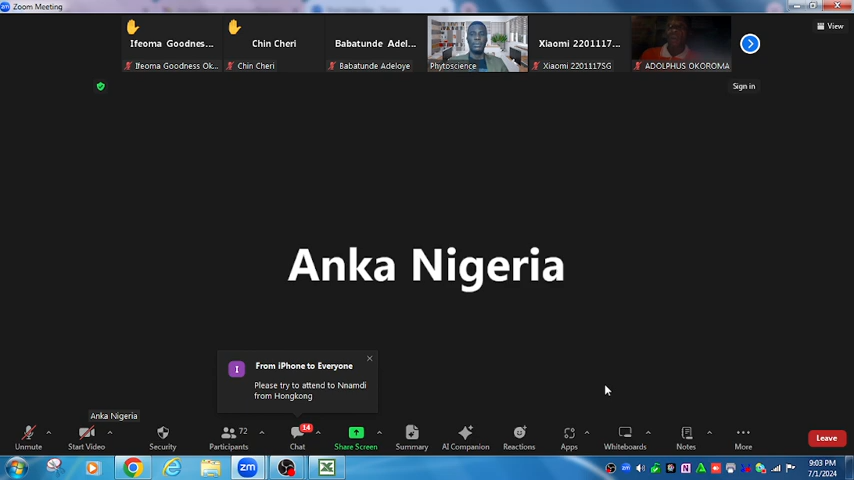 Zoom Meeting
Ifeoma Goodnes...
Chin Cheri
Babatunde Adel...
Xiaomi 2201117...
Ifeoma Goodness Ok...
Chin Cheri
Babatunde Adeloye
Phytoscience
Xiaomi 2201117SG
ADOLPHUS OKOROMA
View
Sign in
Anka Nigeria
I
From iPhone to Everyone
Please try to attend to Nnamdi
from Hongkong
Anka Nigeria
72
14
Unmute
Start Video
Security
Participants
Chat
Share Screen
Summary
AI Companion
Reactions
Apps
Whiteboards
Notes
More
Leave
zm
9:03 PM
7/1/2024